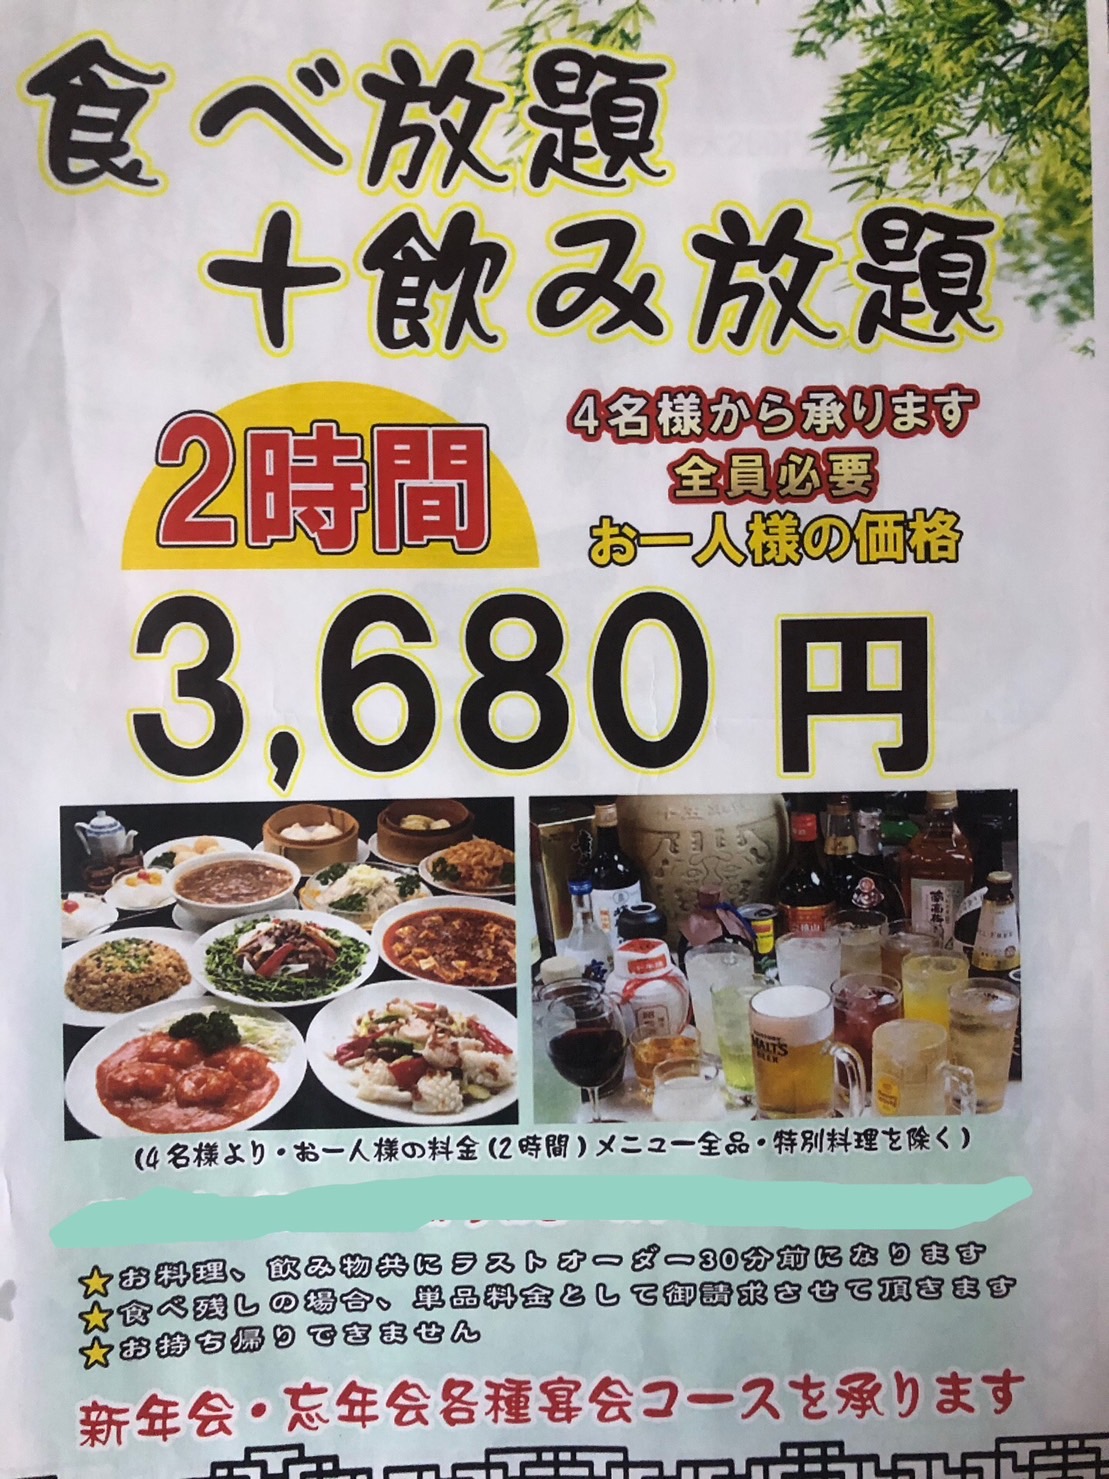 食べ放題
＋飲み放題
2時間
4名様から承ります
全員必要
お一人様の価格
3,680円
MALT'S
BEER
(4名様より・お一人様の料金(2時間)メニュー全品・特別料理を除く)
★お料理、飲み物共にラストオーダー30分前になります
★食べ残しの場合、単品料金として御請求させて頂きます
★お持ち帰りできません
新年会・忘年会各種宴会コースを承ります